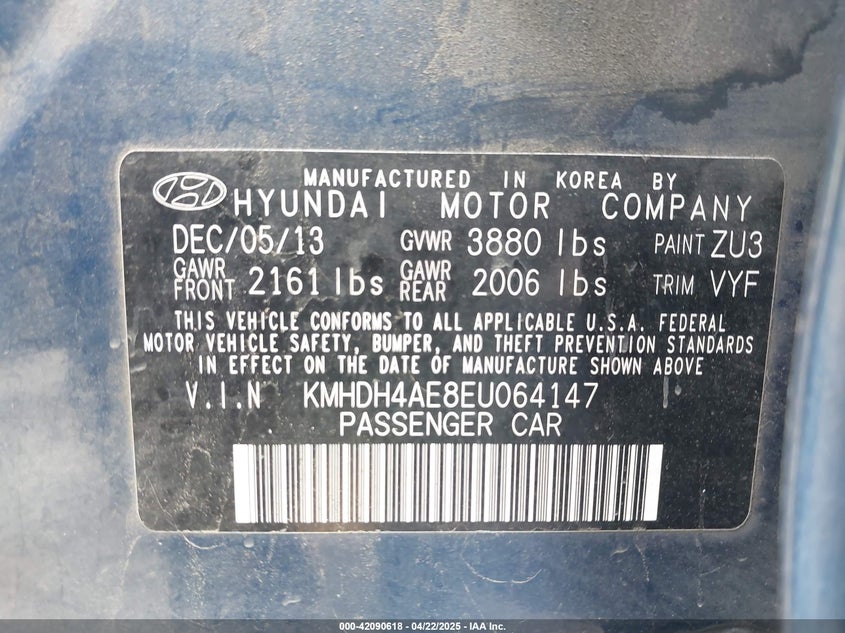 MANUFACTURED IN KOREA BY
HYUNDAI MOTOR COMPANY
DEC/05/13 GVWR 3880 lbs PAINT ZU3
GAWR FRONT 2161 lbs GAWR REAR 2006 lbs TRIM VYF
THIS VEHICLE CONFORMS TO ALL APPLICABLE U.S.A. FEDERAL
MOTOR VEHICLE SAFETY, BUMPER, AND THEFT PREVENTION STANDARDS
IN EFFECT ON THE DATE OF MANUFACTURE SHOWN ABOVE
V.I.N KMHDH4AE8EU064147
PASSENGER CAR
000-42090618 - 04/22/2025 - IAA Inc.